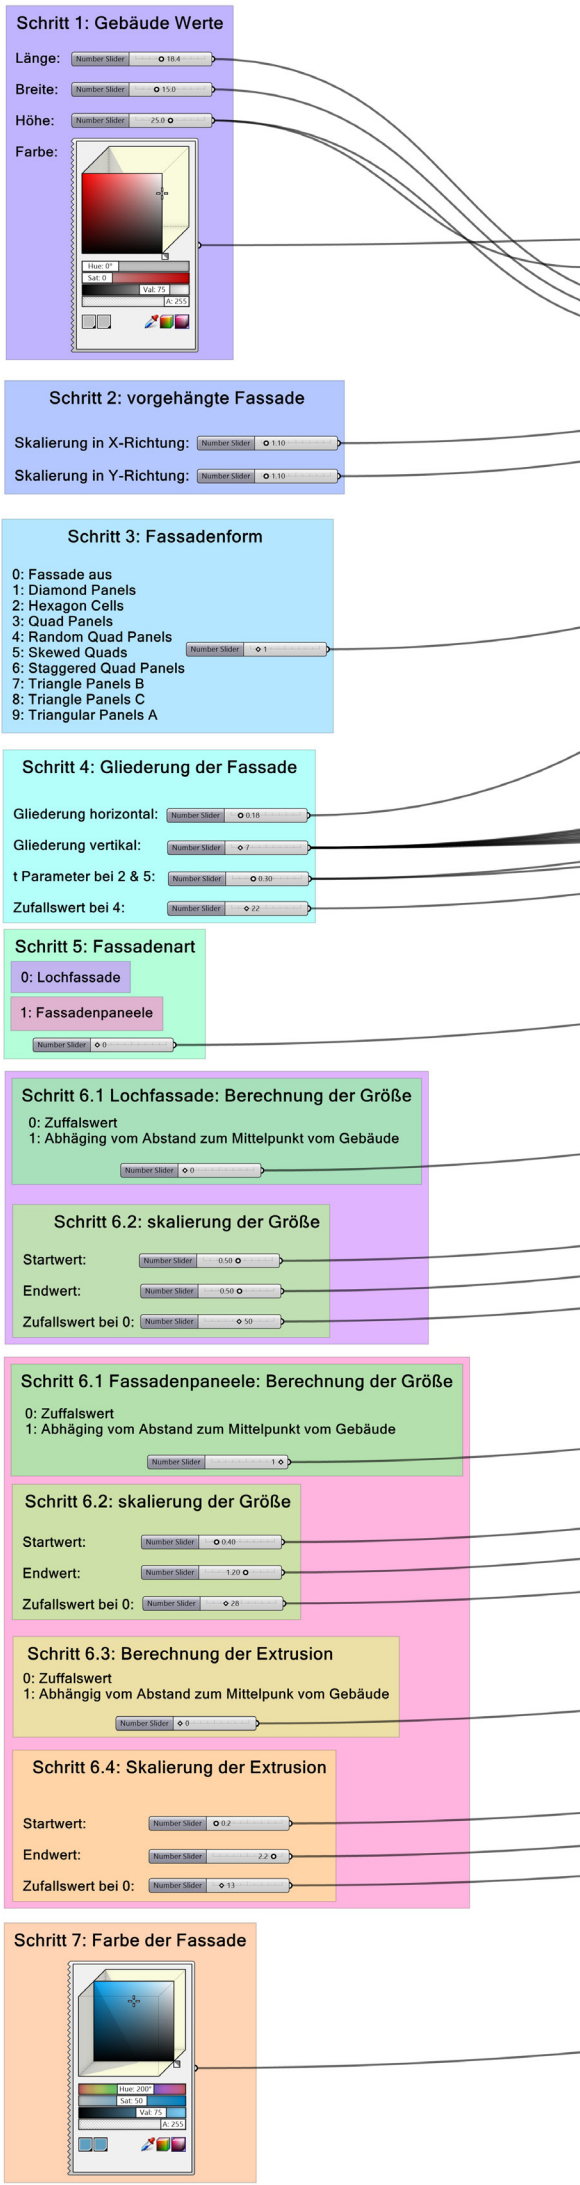 Schritt 1: Gebäude Werte
Länge: Number Slider 18.4
Breite: Number Slider 15.0
Höhe: Number Slider 25.0
Farbe:
Hue: 0°
Sat: 0
Val: 75
A: 255
Schritt 2: vorgehängte Fassade
Skalierung in X-Richtung: Number Slider 1.10
Skalierung in Y-Richtung: Number Slider 1.10
Schritt 3: Fassadenform
0: Fassade aus
1: Diamond Panels
2: Hexagon Cells
3: Quad Panels
4: Random Quad Panels
5: Skewed Quads Number Slider 1
6: Staggered Quad Panels
7: Triangle Panels B
8: Triangle Panels C
9: Triangular Panels A
Schritt 4: Gliederung der Fassade
Gliederung horizontal: Number Slider 0.18
Gliederung vertikal: Number Slider 7
t Parameter bei 2 & 5: Number Slider 0.30
Zufallswert bei 4: Number Slider 22
Schritt 5: Fassadenart
0: Lochfassade
1: Fassadenpaneele
Number Slider 0
Schritt 6.1 Lochfassade: Berechnung der Größe
0: Zuffalswert
1: Abhäging vom Abstand zum Mittelpunkt vom Gebäude
Number Slider 0
Schritt 6.2: skalierung der Größe
Startwert: Number Slider 0.50
Endwert: Number Slider 0.50
Zufallswert bei 0: Number Slider 50
Schritt 6.1 Fassadenpaneele: Berechnung der Größe
0: Zuffalswert
1: Abhäging vom Abstand zum Mittelpunkt vom Gebäude
Number Slider 1
Schritt 6.2: skalierung der Größe
Startwert: Number Slider 0.40
Endwert: Number Slider 1.20
Zufallswert bei 0: Number Slider 28
Schritt 6.3: Berechnung der Extrusion
0: Zuffalswert
1: Abhängig vom Abstand zum Mittelpunk vom Gebäude
Number Slider 0
Schritt 6.4: Skalierung der Extrusion
Startwert: Number Slider 0.2
Endwert: Number Slider 2.2
Zufallswert bei 0: Number Slider 13
Schritt 7: Farbe der Fassade
Hue: 200°
Sat: 50
Val: 75
A: 255